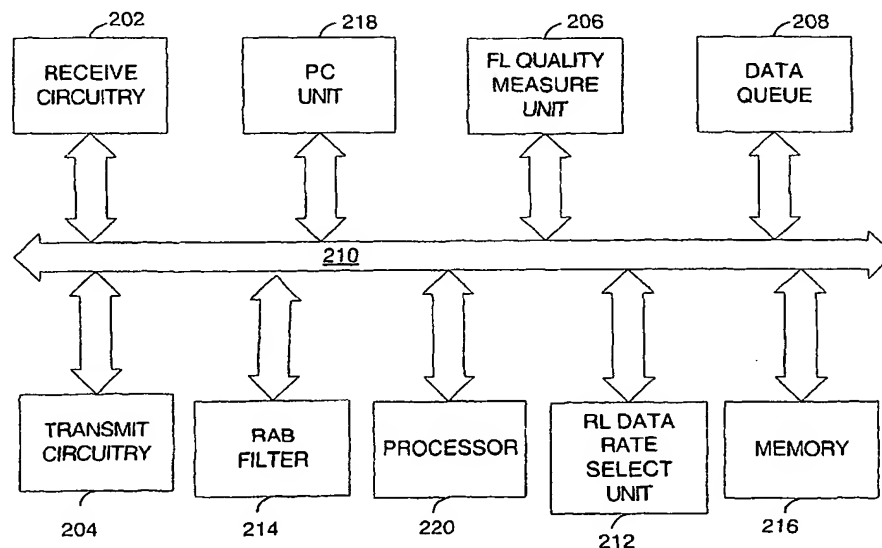 202
218
206
208
RECEIVE
CIRCUITRY
PC
UNIT
FL QUALITY
MEASURE
UNIT
DATA
QUEUE
210
TRANSMIT
CIRCUITRY
RAB
FILTER
PROCESSOR
RL DATA
RATE
SELECT
UNIT
MEMORY
204
214
220
212
216